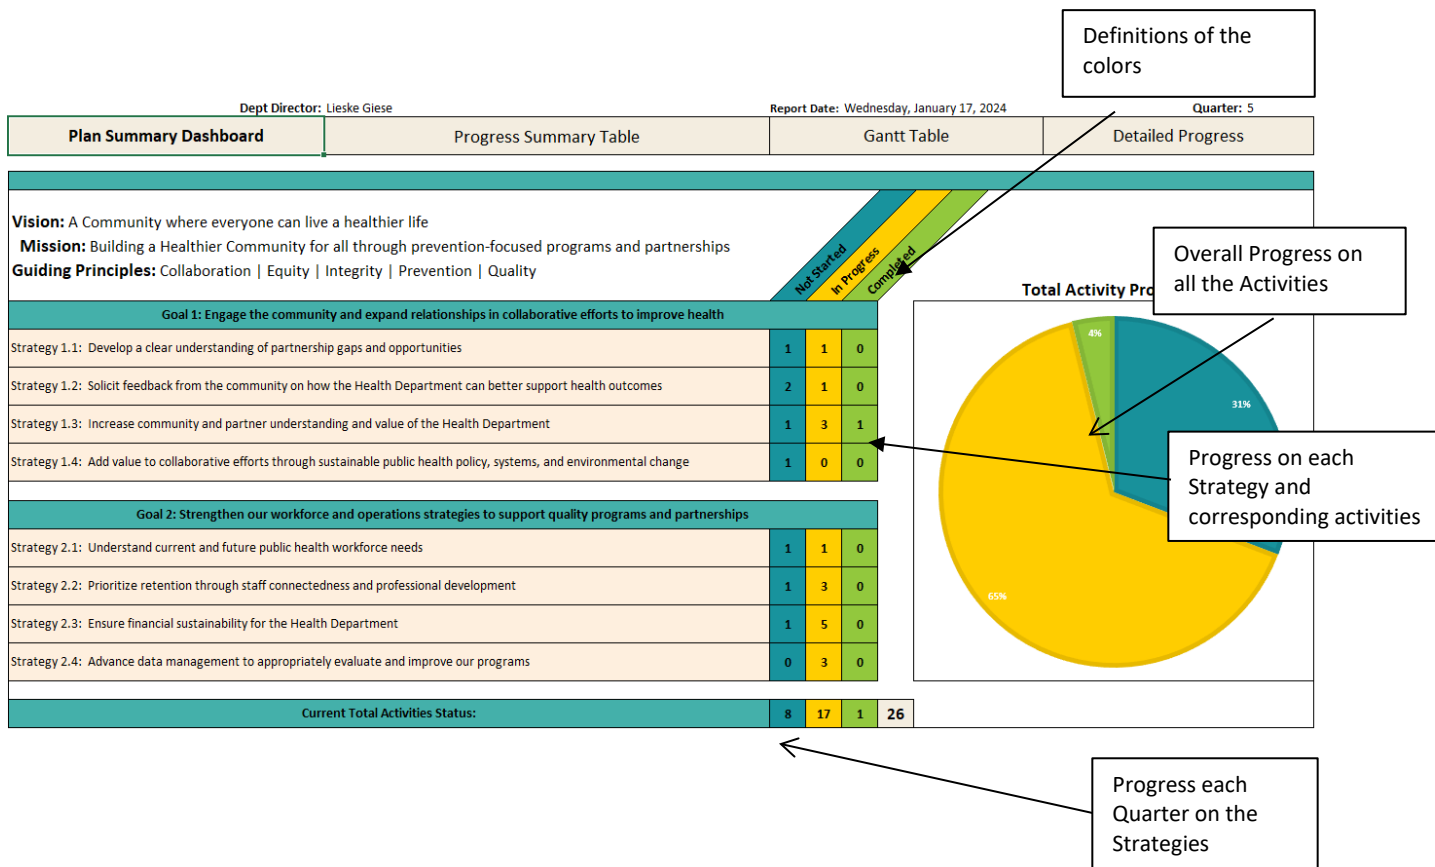 Definitions of the
colors
Dept Director: Lieske Giese
Report Date: Wednesday, January 17, 2024
Quarter: 5
Plan Summary Dashboard
Progress Summary Table
Gantt Table
Detailed Progress
Vision: A Community where everyone can live a healthier life
Mission: Building a Healthier Community for all through prevention-focused programs and partnerships
Guiding Principles: Collaboration | Equity | Integrity | Prevention | Quality
Not Started
In Progress
Completed
Overall Progress on
all the Activities
Total Activity Pro
Goal 1: Engage the community and expand relationships in collaborative efforts to improve health
Strategy 1.1: Develop a clear understanding of partnership gaps and opportunities 1 1 0
Strategy 1.2: Solicit feedback from the community on how the Health Department can better support health outcomes 2 1 0
Strategy 1.3: Increase community and partner understanding and value of the Health Department 1 3 1
Strategy 1.4: Add value to collaborative efforts through sustainable public health policy, systems, and environmental change 1 0 0
4%
31%
65%
Progress on each
Strategy and
corresponding activities
Goal 2: Strengthen our workforce and operations strategies to support quality programs and partnerships
Strategy 2.1: Understand current and future public health workforce needs 1 1 0
Strategy 2.2: Prioritize retention through staff connectedness and professional development 1 3 0
Strategy 2.3: Ensure financial sustainability for the Health Department 1 5 0
Strategy 2.4: Advance data management to appropriately evaluate and improve our programs 0 3 0
Current Total Activities Status: 8 17 1 26
Progress each
Quarter on the
Strategies